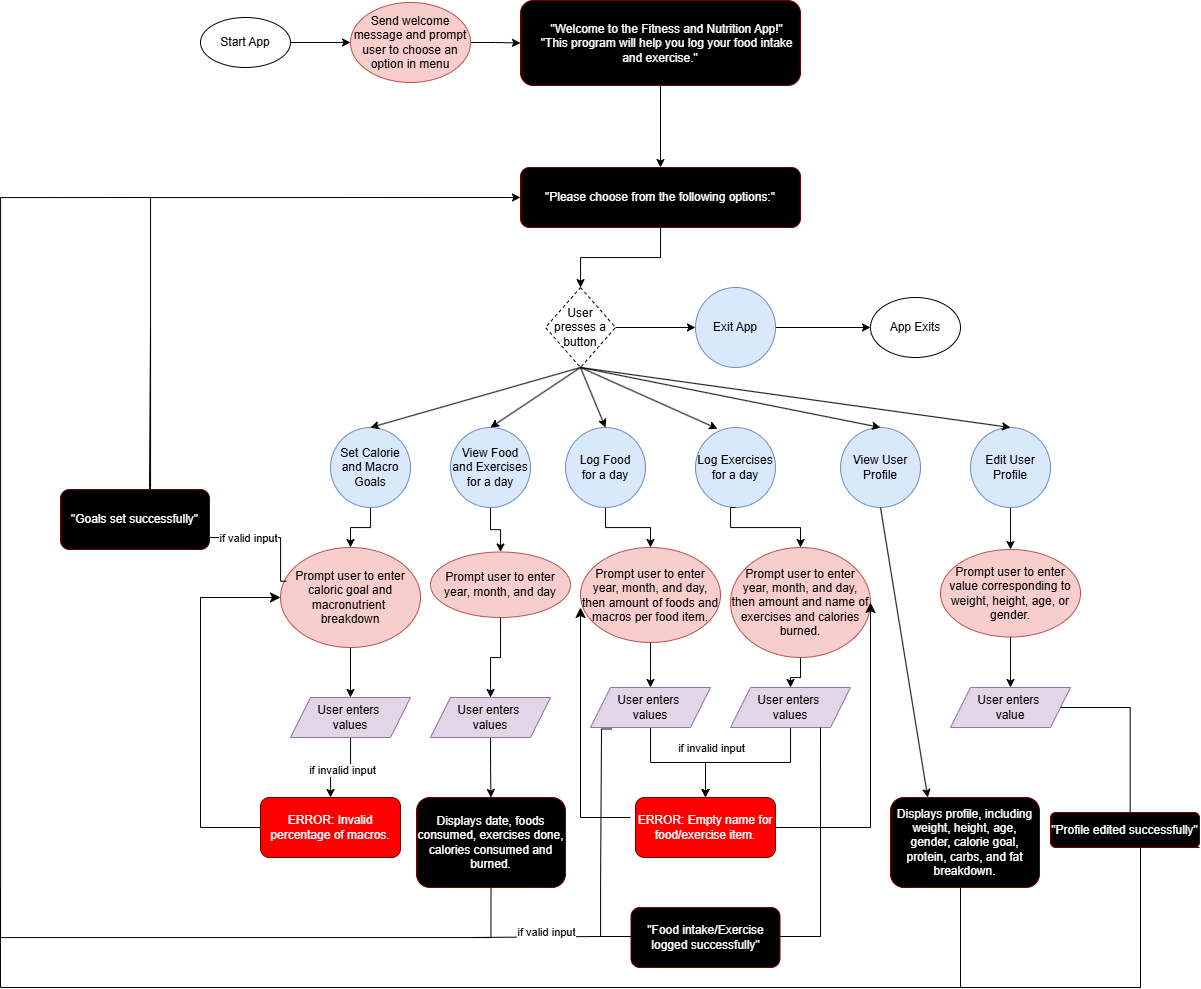 Start App
Send welcome
message and prompt
user to choose an
option in menu
"Welcome to the Fitness and Nutrition App!"
"This program will help you log your food intake
and exercise."
"Please choose from the following options:"
User
presses a
button
Exit App
App Exits
Set Calorie
and Macro
Goals
View Food
and Exercises
for a day
Log Food
for a day
Log Exercises
for a day
View User
Profile
Edit User
Profile
"Goals set successfully"
if valid input
Prompt user to enter
caloric goal and
macronutrient
breakdown
Prompt user to enter
year, month, and day
Prompt user to enter
year, month, and day,
then amount of foods and
macros per food item.
Prompt user to enter
year, month, and day,
then amount and name of
exercises and calories
burned.
Prompt user to enter
value corresponding to
weight, height, age, or
gender.
User enters
values
User enters
values
User enters
values
User enters
values
User enters
value
if invalid input
if invalid input
ERROR: Invalid
percentage of macros.
Displays date, foods
consumed, exercises done,
calories consumed and
burned.
ERROR: Empty name for
food/exercise item.
Displays profile, including
weight, height, age,
gender, calorie goal,
protein, carbs, and fat
breakdown.
"Profile edited successfully"
if valid input
"Food intake/Exercise
logged successfully"